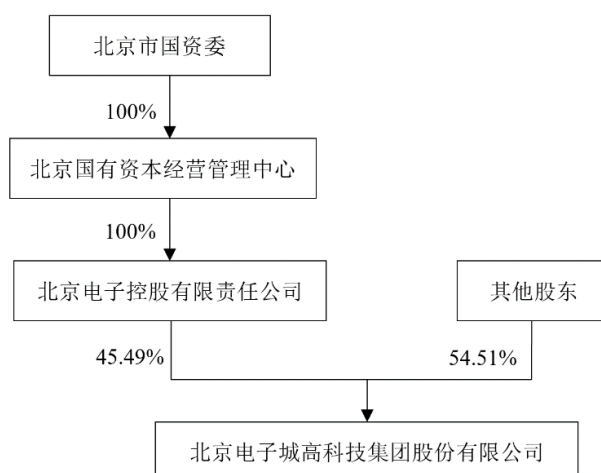 北京市国资委
100%
北京国有资本经营管理中心
100%
北京电子控股有限责任公司
其他股东
45.49%
54.51%
北京电子城高科技集团股份有限公司